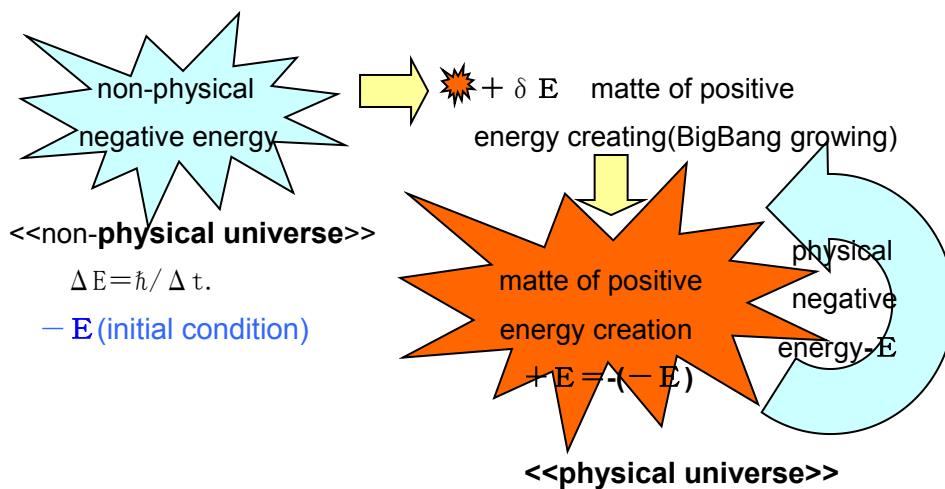 non-physical
negative energy
<<non-physical universe>>
ΔE=ℏ/Δt.
−E(initial condition)
+δE matte of positive
energy creating(BigBang growing)
matte of positive
energy creation
+E=-(−E)
physical
negative
energy-E
<<physical universe>>